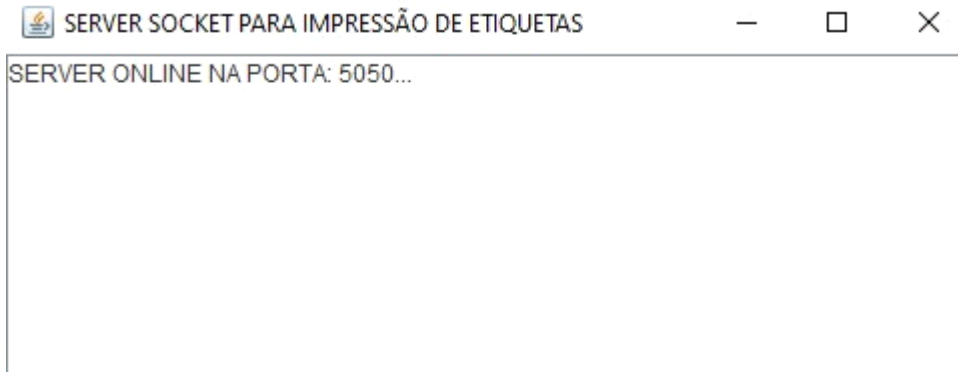 SERVER SOCKET PARA IMPRESSÃO DE ETIQUETAS
SERVER ONLINE NA PORTA: 5050...